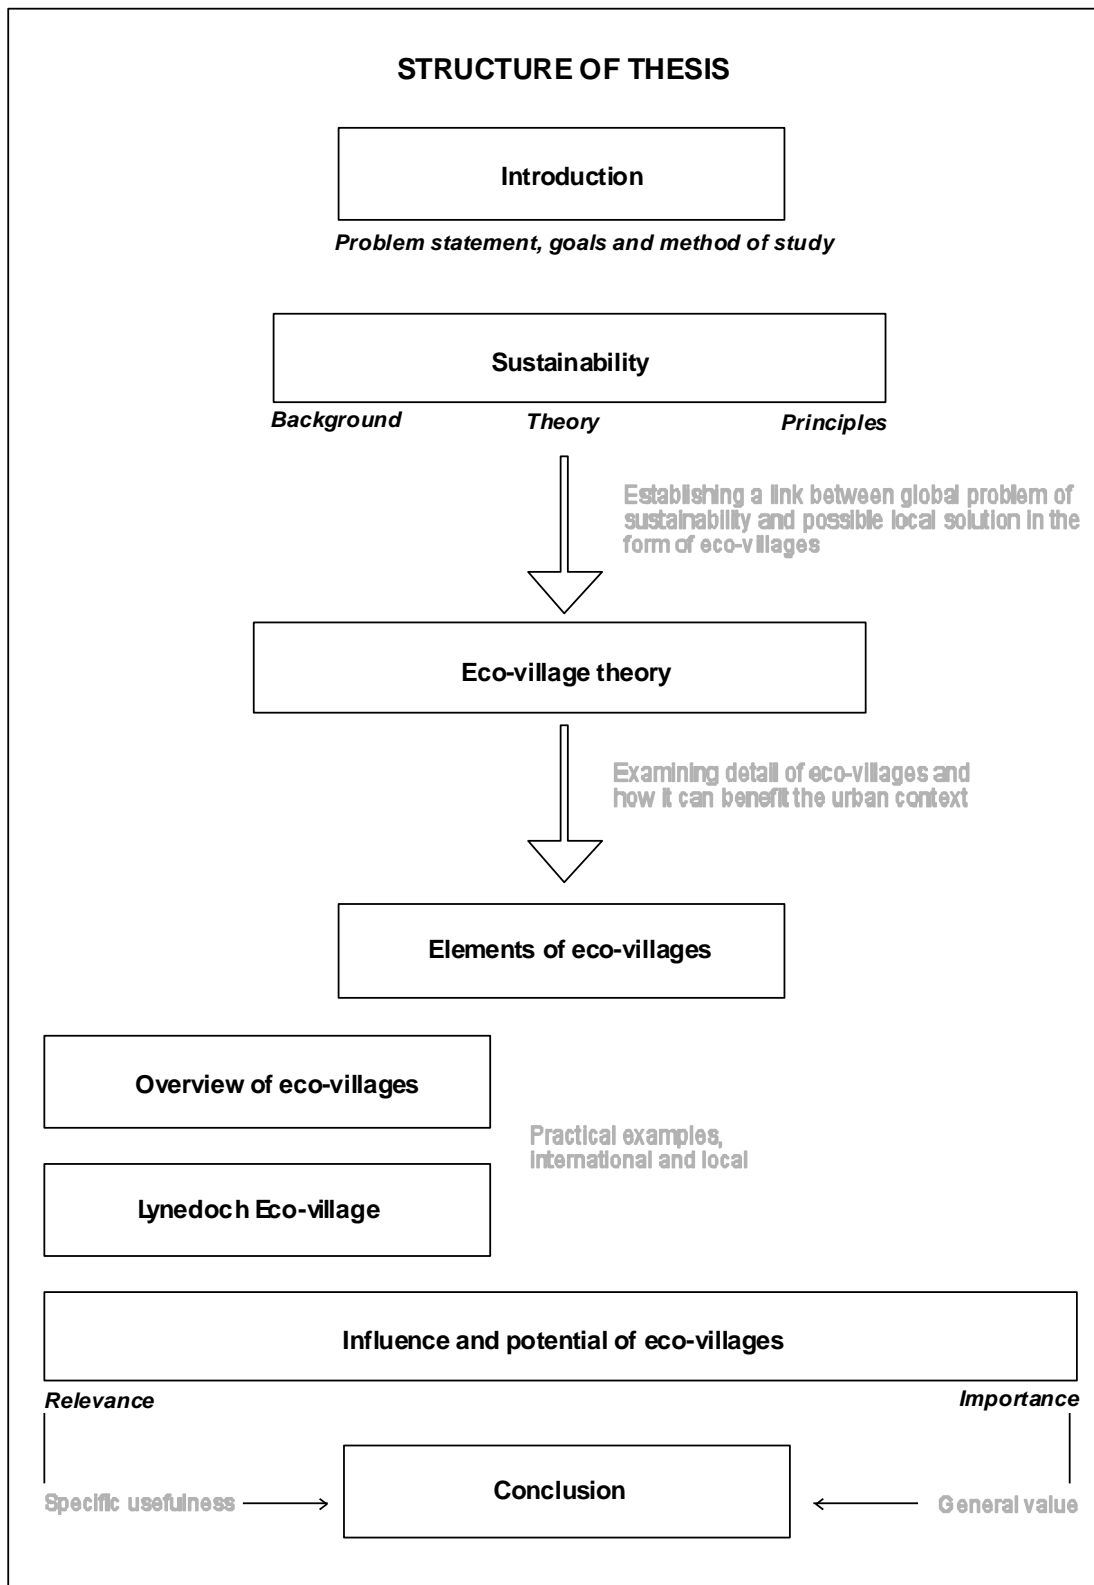 STRUCTURE OF THESIS
Introduction
Problem statement, goals and method of study
Sustainability
Background Theory Principles
Establishing a link between global problem of
sustainability and possible local solution in the
form of eco-villages
Eco-village theory
Examining detail of eco-villages and
how it can benefit the urban context
Elements of eco-villages
Overview of eco-villages
Practical examples,
international and local
Lynedoch Eco-village
Influence and potential of eco-villages
Relevance Importance
Conclusion
Specific usefulness General value